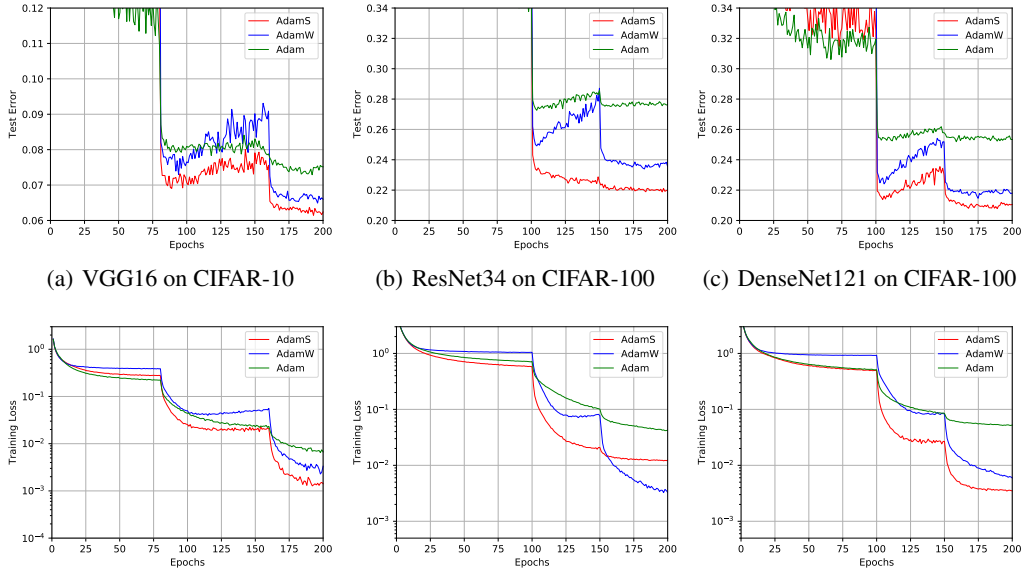 0.12
0.11
0.10
0.09
0.08
0.07
0.06
Test Error
0 25 50 75 100 125 150 175 200
Epochs
AdamS
AdamW
Adam
0.34
0.32
0.30
0.28
0.26
0.24
0.22
0.20
Test Error
0 25 50 75 100 125 150 175 200
Epochs
AdamS
AdamW
Adam
0.34
0.32
0.30
0.28
0.26
0.24
0.22
0.20
Test Error
0 25 50 75 100 125 150 175 200
Epochs
AdamS
AdamW
Adam
(a) VGG16 on CIFAR-10
(b) ResNet34 on CIFAR-100
(c) DenseNet121 on CIFAR-100
10⁰
10⁻¹
10⁻²
10⁻³
10⁻⁴
Training Loss
0 25 50 75 100 125 150 175 200
Epochs
AdamS
AdamW
Adam
10⁰
10⁻¹
10⁻²
10⁻³
Training Loss
0 25 50 75 100 125 150 175 200
Epochs
AdamS
AdamW
Adam
10⁰
10⁻¹
10⁻²
10⁻³
Training Loss
0 25 50 75 100 125 150 175 200
Epochs
AdamS
AdamW
Adam